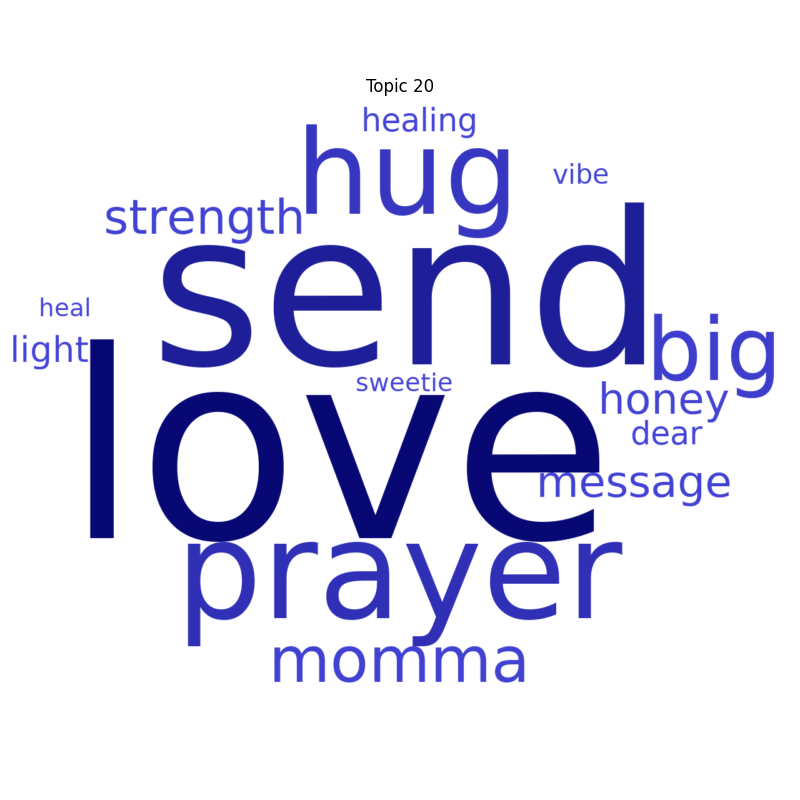 Topic 20
healing
hug
vibe
strength
send
heal
light
big
sweetie
love
honey
dear
message
prayer
momma